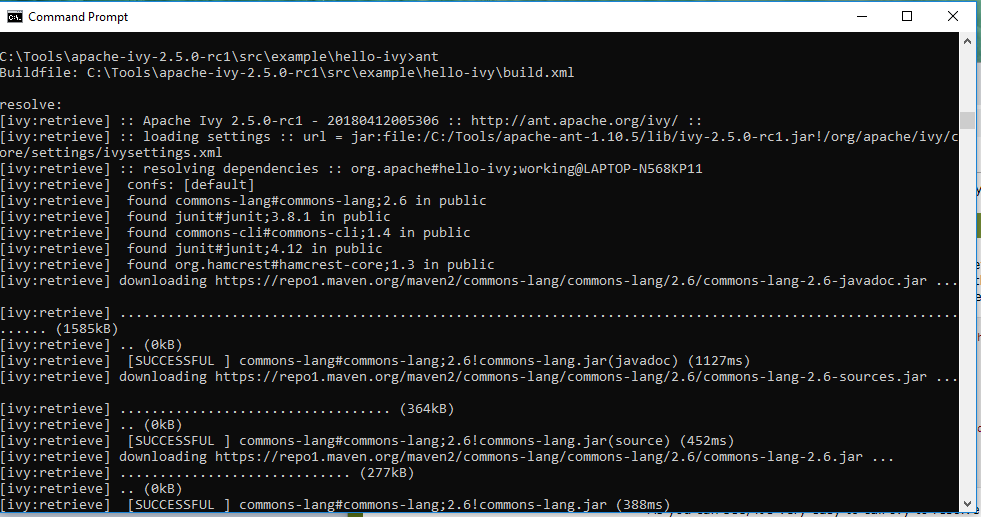 Command Prompt
C:\Tools\apache-ivy-2.5.0-rc1\src\example\hello-ivy>ant
Buildfile: C:\Tools\apache-ivy-2.5.0-rc1\src\example\hello-ivy\build.xml
resolve:
[ivy:retrieve] :: Apache Ivy 2.5.0-rc1 - 20180412005306 :: http://ant.apache.org/ivy/ ::
[ivy:retrieve] :: loading settings :: url = jar:file:/C:/Tools/apache-ant-1.10.5/lib/ivy-2.5.0-rc1.jar!/org/apache/ivy/c
ore/settings/ivysettings.xml
[ivy:retrieve] :: resolving dependencies :: org.apache#hello-ivy;working@LAPTOP-N568KP11
[ivy:retrieve]  confs: [default]
[ivy:retrieve]  found commons-lang#commons-lang;2.6 in public
[ivy:retrieve]  found junit#junit;3.8.1 in public
[ivy:retrieve]  found commons-cli#commons-cli;1.4 in public
[ivy:retrieve]  found junit#junit;4.12 in public
[ivy:retrieve]  found org.hamcrest#hamcrest-core;1.3 in public
[ivy:retrieve] downloading https://repo1.maven.org/maven2/commons-lang/commons-lang/2.6/commons-lang-2.6-javadoc.jar ...
[ivy:retrieve] .........................................................................................................
...... (1585kB)
[ivy:retrieve] .. (0kB)
[ivy:retrieve]  [SUCCESSFUL ] commons-lang#commons-lang;2.6!commons-lang.jar(javadoc) (1127ms)
[ivy:retrieve] downloading https://repo1.maven.org/maven2/commons-lang/commons-lang/2.6/commons-lang-2.6-sources.jar ...
[ivy:retrieve] .................................. (364kB)
[ivy:retrieve] .. (0kB)
[ivy:retrieve]  [SUCCESSFUL ] commons-lang#commons-lang;2.6!commons-lang.jar(source) (452ms)
[ivy:retrieve] downloading https://repo1.maven.org/maven2/commons-lang/commons-lang/2.6/commons-lang-2.6.jar ...
[ivy:retrieve] ............................. (277kB)
[ivy:retrieve] .. (0kB)
[ivy:retrieve]  [SUCCESSFUL ] commons-lang#commons-lang;2.6!commons-lang.jar (388ms)